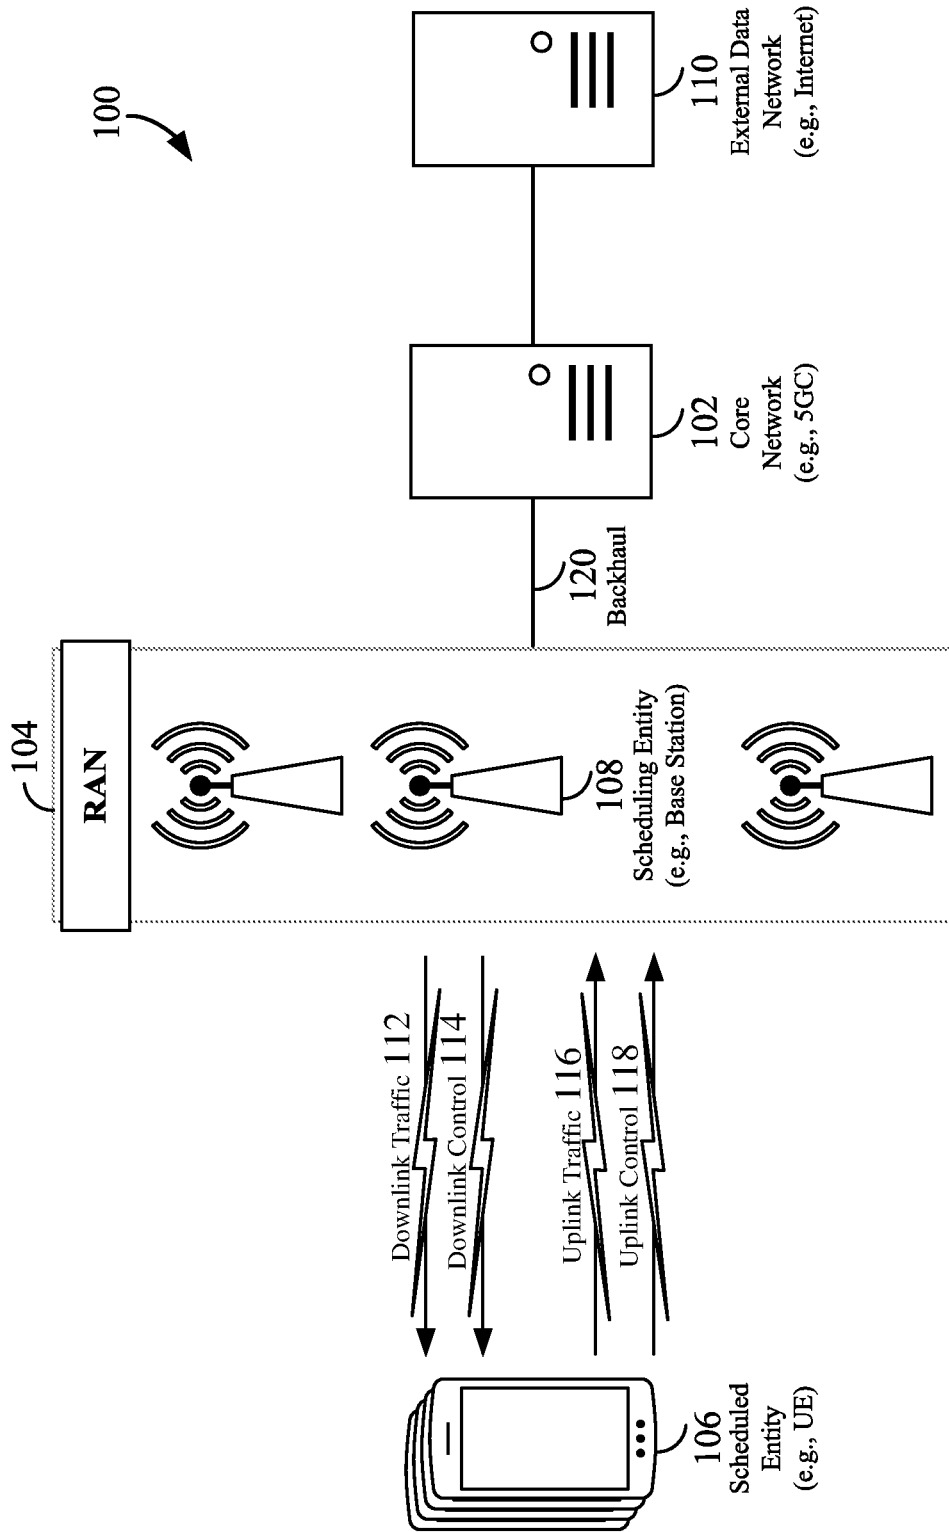 100
104
RAN
108
Scheduling Entity
(e.g., Base Station)
Downlink Traffic 112
Downlink Control 114
Uplink Traffic 116
Uplink Control 118
106
Scheduled
Entity
(e.g., UE)
120
Backhaul
102
Core
Network
(e.g., 5GC)
110
External Data
Network
(e.g., Internet)